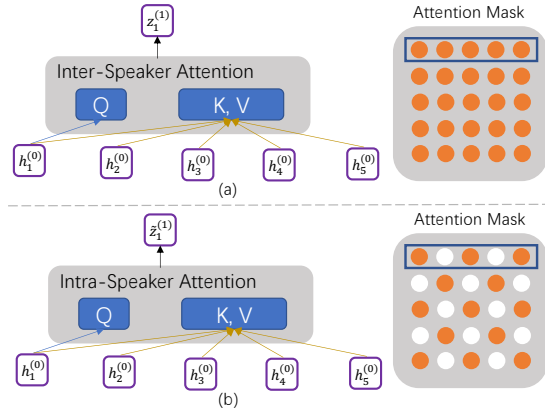 z_1^{(1)}
Attention Mask
Inter-Speaker Attention
Q
K, V
h_1^{(0)} h_2^{(0)} h_3^{(0)} h_4^{(0)} h_5^{(0)}
(a)
z̃_1^{(1)}
Attention Mask
Intra-Speaker Attention
Q
K, V
h_1^{(0)} h_2^{(0)} h_3^{(0)} h_4^{(0)} h_5^{(0)}
(b)